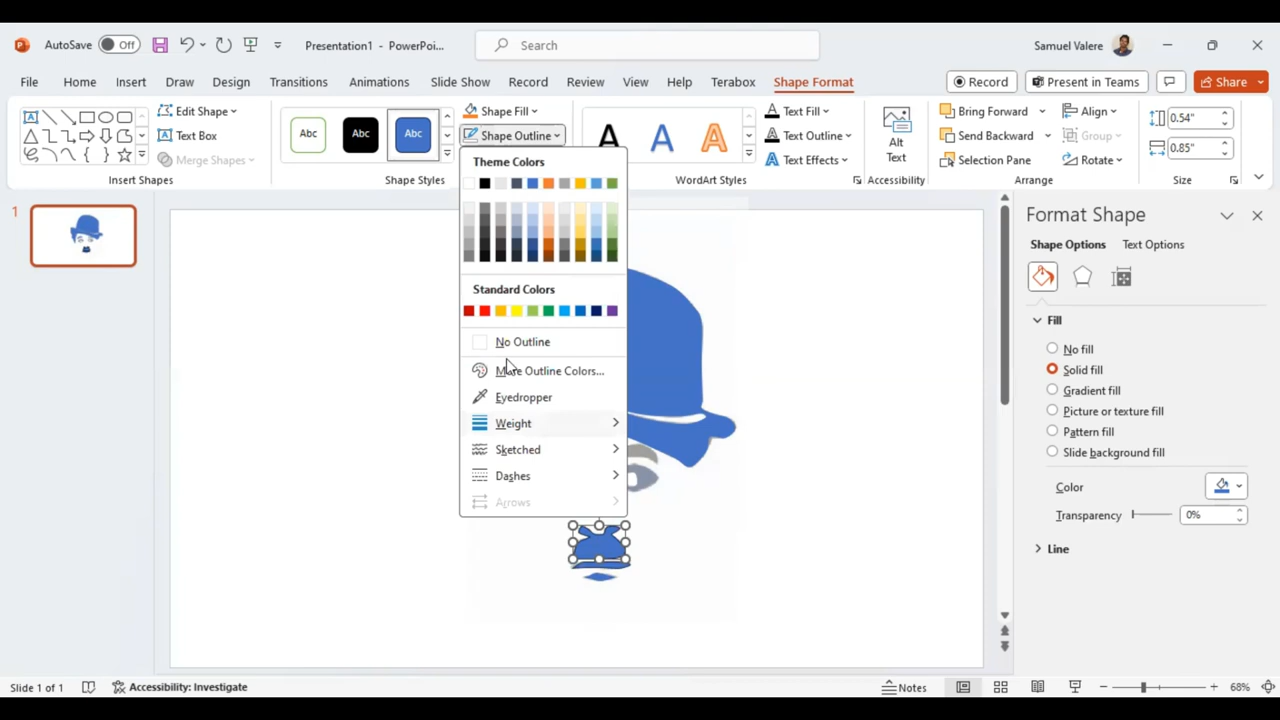 AutoSave Off Presentation1 - PowerPoi... Search Samuel Valere
File Home Insert Draw Design Transitions Animations Slide Show Record Review View Help Terabox Shape Format Record Present in Teams Share
Edit Shape
Text Box
Merge Shapes
Insert Shapes
Abc Abc Abc
Shape Fill
Shape Outline
Shape Styles
A A A
Text Fill
Text Outline
Text Effects
WordArt Styles
Alt
Text
Accessibility
Bring Forward
Send Backward
Selection Pane
Align
Group
Rotate
Arrange
0.54"
0.85"
Size
Theme Colors
Standard Colors
No Outline
More Outline Colors...
Eyedropper
Weight
Sketched
Dashes
Arrows
1
Format Shape
Shape Options Text Options
Fill
No fill
Solid fill
Gradient fill
Picture or texture fill
Pattern fill
Slide background fill
Color
Transparency 0%
Line
Slide 1 of 1 Accessibility: Investigate Notes 68%